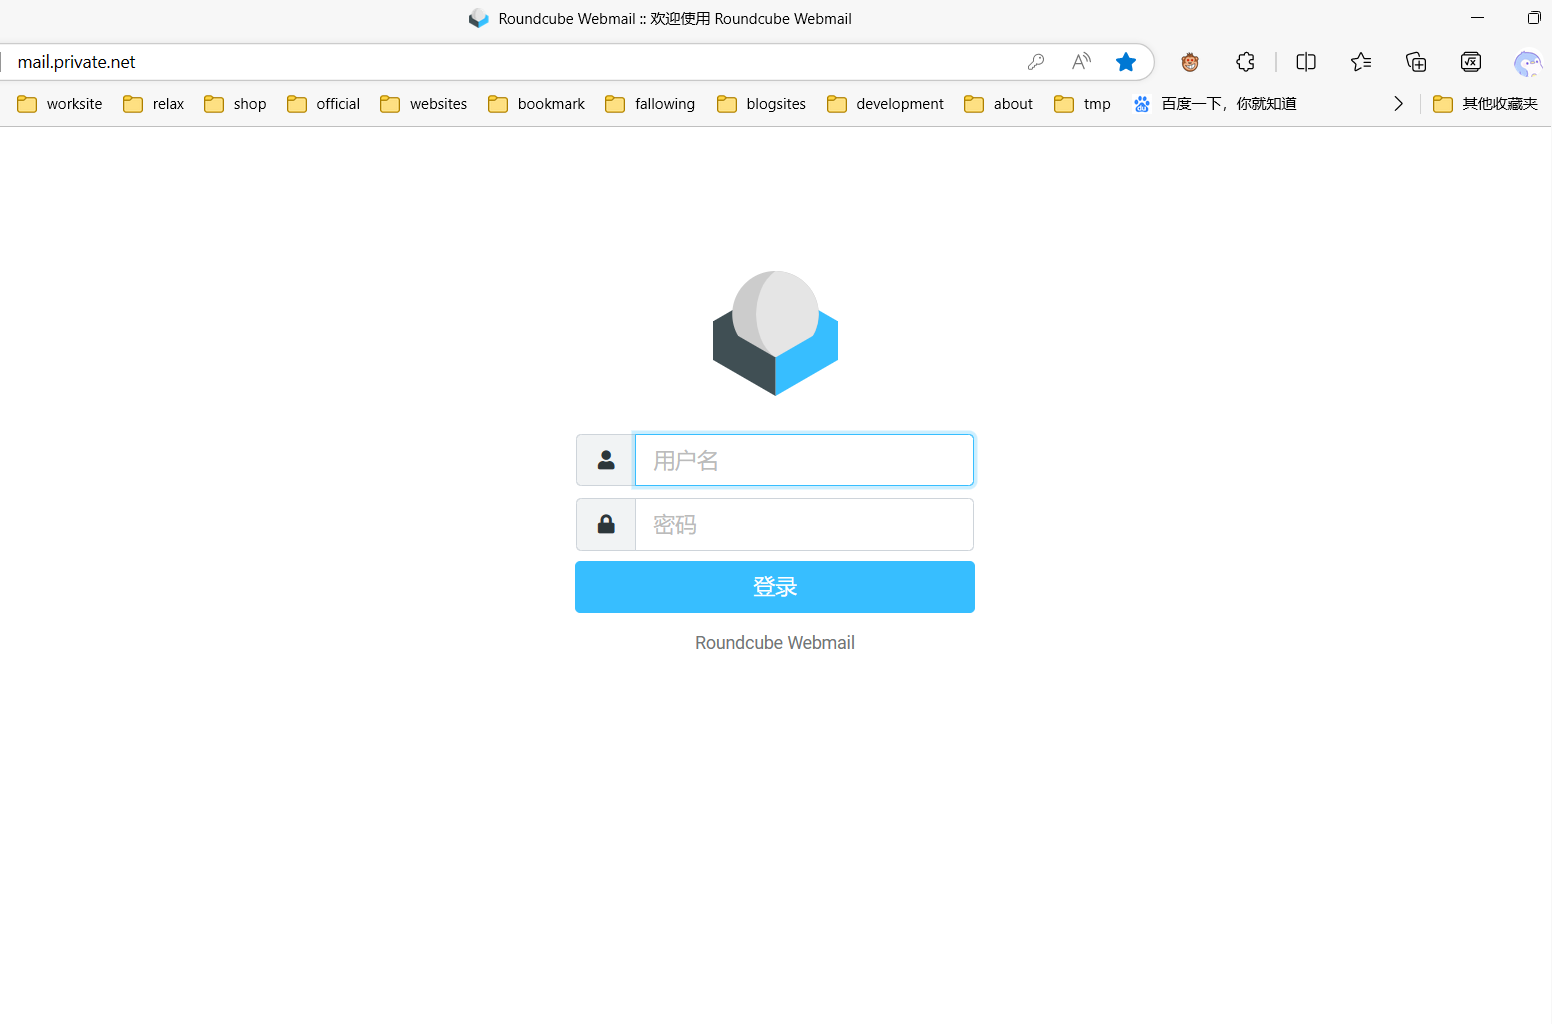 Roundcube Webmail :: 欢迎使用 Roundcube Webmail
mail.private.net
worksite relax shop official websites bookmark fallowing blogsites development about tmp 百度一下，你就知道 其他收藏夹
用户名
密码
登录
Roundcube Webmail